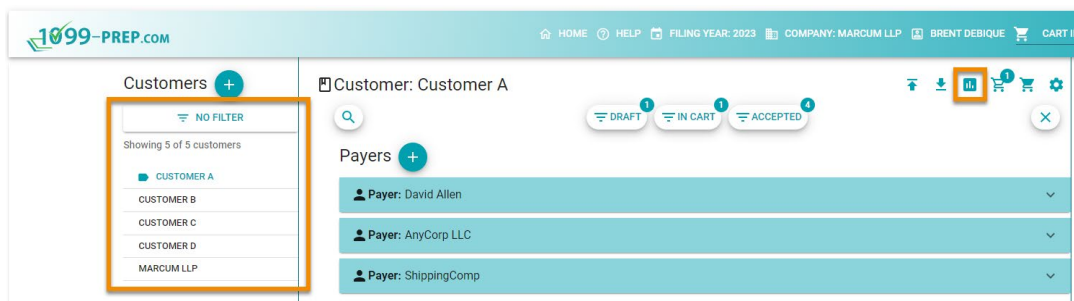 1099-PREP.COM
HOME HELP FILING YEAR: 2023 COMPANY: MARCUM LLP BRENT DEBIQUE CART
Customers +
Customer: Customer A
1
NO FILTER
DRAFT 1 IN CART 1 ACCEPTED 4
Showing 5 of 5 customers
Payers +
CUSTOMER A
Payer: David Allen
CUSTOMER B
CUSTOMER C
Payer: AnyCorp LLC
CUSTOMER D
MARCUM LLP
Payer: ShippingComp